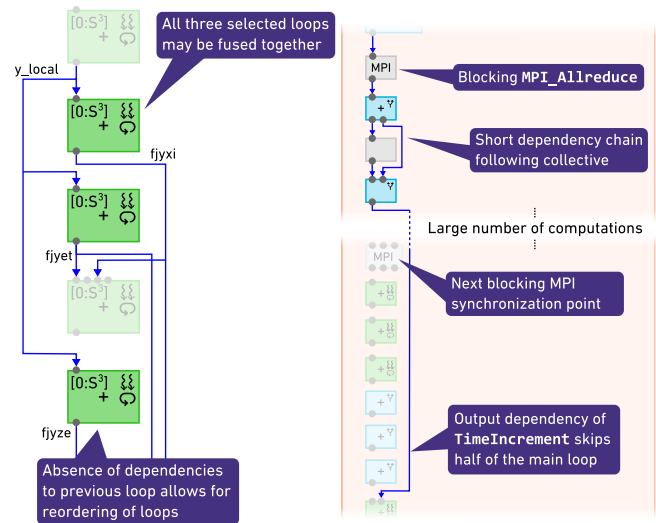 [0:S³]
+
All three selected loops
may be fused together
y_local
[0:S³]
+
fjyxi
[0:S³]
+
fjyet
[0:S³]
+
[0:S³]
+
fjyze
Absence of dependencies
to previous loop allows for
reordering of loops
MPI
Blocking MPI_Allreduce
+
Short dependency chain
following collective
+
Large number of computations
MPI
Next blocking MPI
synchronization point
+
+
+
+
+
+
Output dependency of
TimeIncrement skips
half of the main loop
+